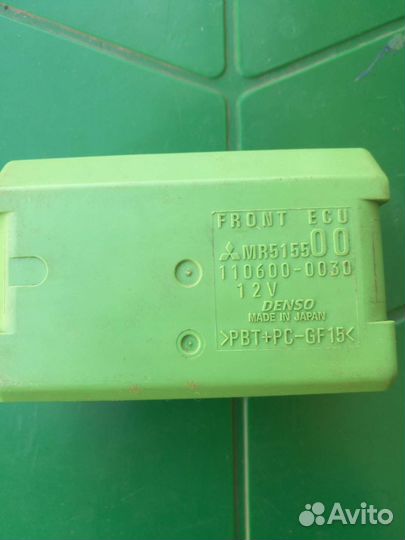 FRONT ECU
MR515500
110600-0030
12V
DENSO
MADE IN JAPAN
>PBT+PC-GF15<
Avito